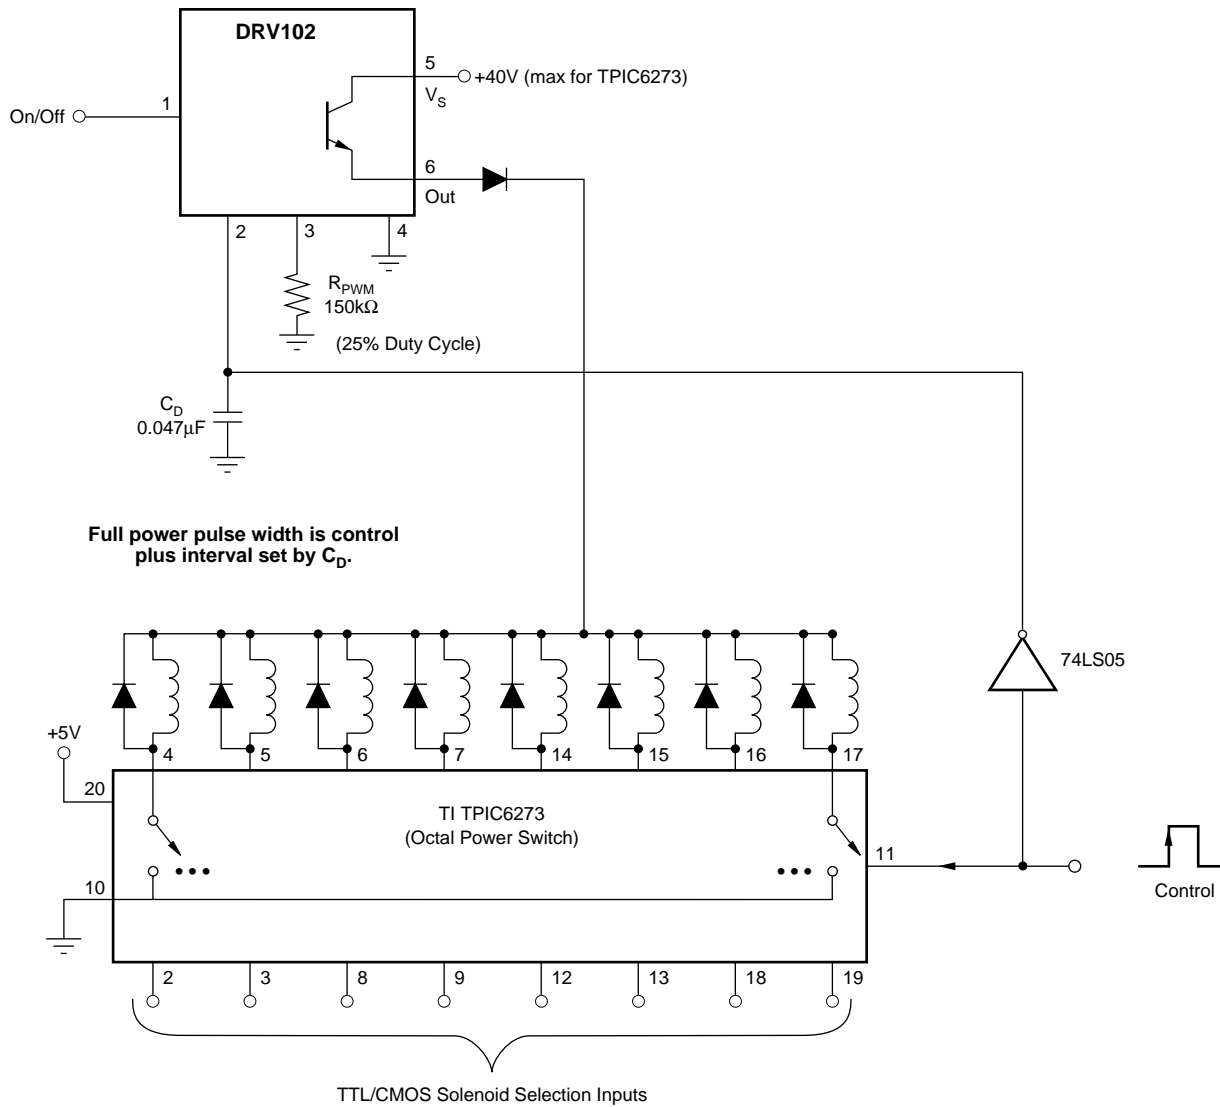 DRV102
5
+40V (max for TPIC6273)
V_S
1
On/Off
6
Out
2
3
4
R_PWM
150kΩ
(25% Duty Cycle)
C_D
0.047µF
Full power pulse width is control
plus interval set by C_D.
74LS05
+5V
4
5
6
7
14
15
16
17
20
TI TPIC6273
(Octal Power Switch)
11
10
Control
2
3
8
9
12
13
18
19
TTL/CMOS Solenoid Selection Inputs